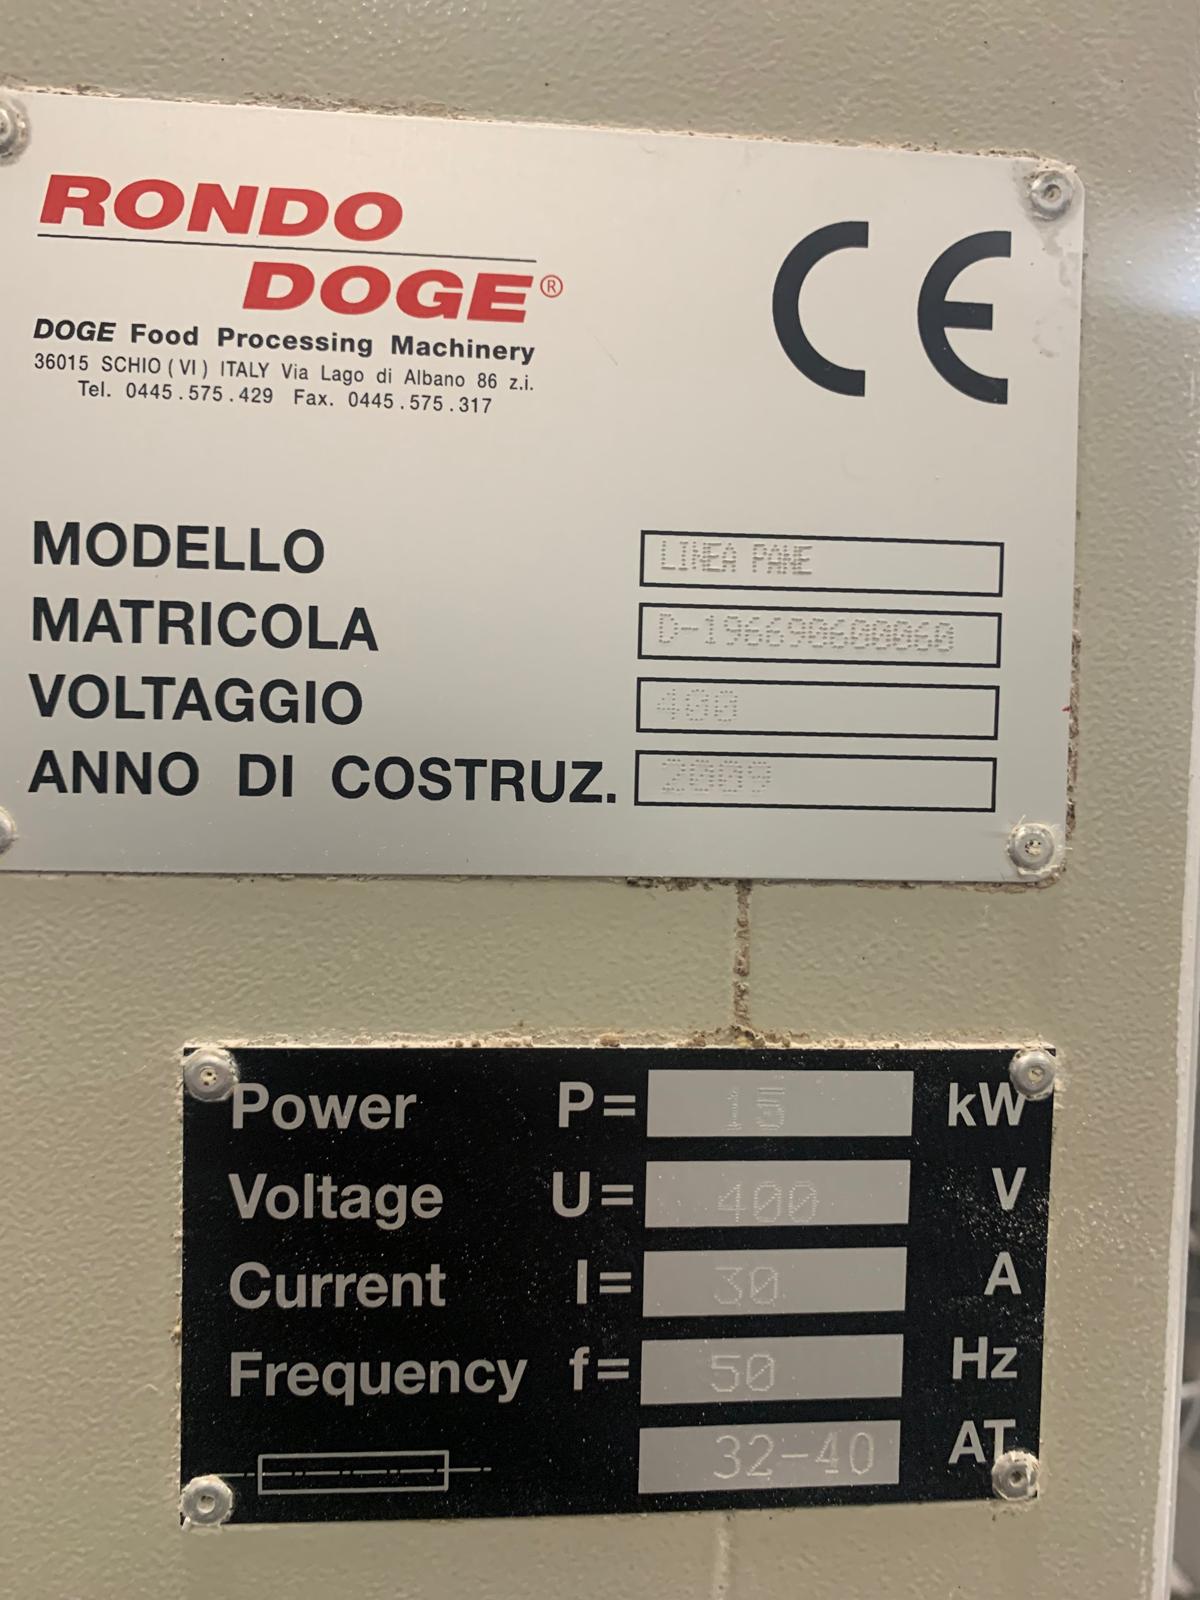 RONDO
DOGE®
DOGE Food Processing Machinery
36015 SCHIO (VI) ITALY Via Lago di Albano 86 z.i.
Tel. 0445.575.429 Fax. 0445.575.317
CE
MODELLO LINEA PANE
MATRICOLA D-196690600060
VOLTAGGIO 400
ANNO DI COSTRUZ. 2009
Power P= 15 kW
Voltage U= 400 V
Current I= 30 A
Frequency f= 50 Hz
32-40 AT